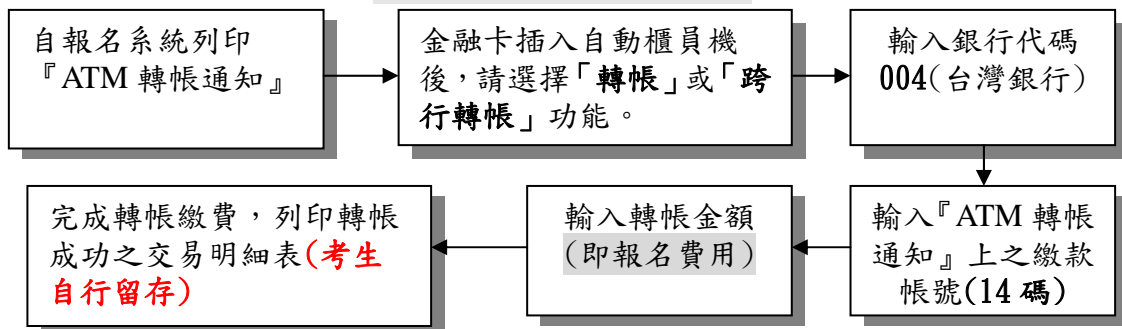 自報名系統列印
『ATM 轉帳通知』
金融卡插入自動櫃員機
後，請選擇「轉帳」或「跨
行轉帳」功能。
輸入銀行代碼
004(台灣銀行)
輸入『ATM 轉帳
通知』上之繳款
帳號(14 碼)
輸入轉帳金額
(即報名費用)
完成轉帳繳費，列印轉帳
成功之交易明細表(考生
自行留存)